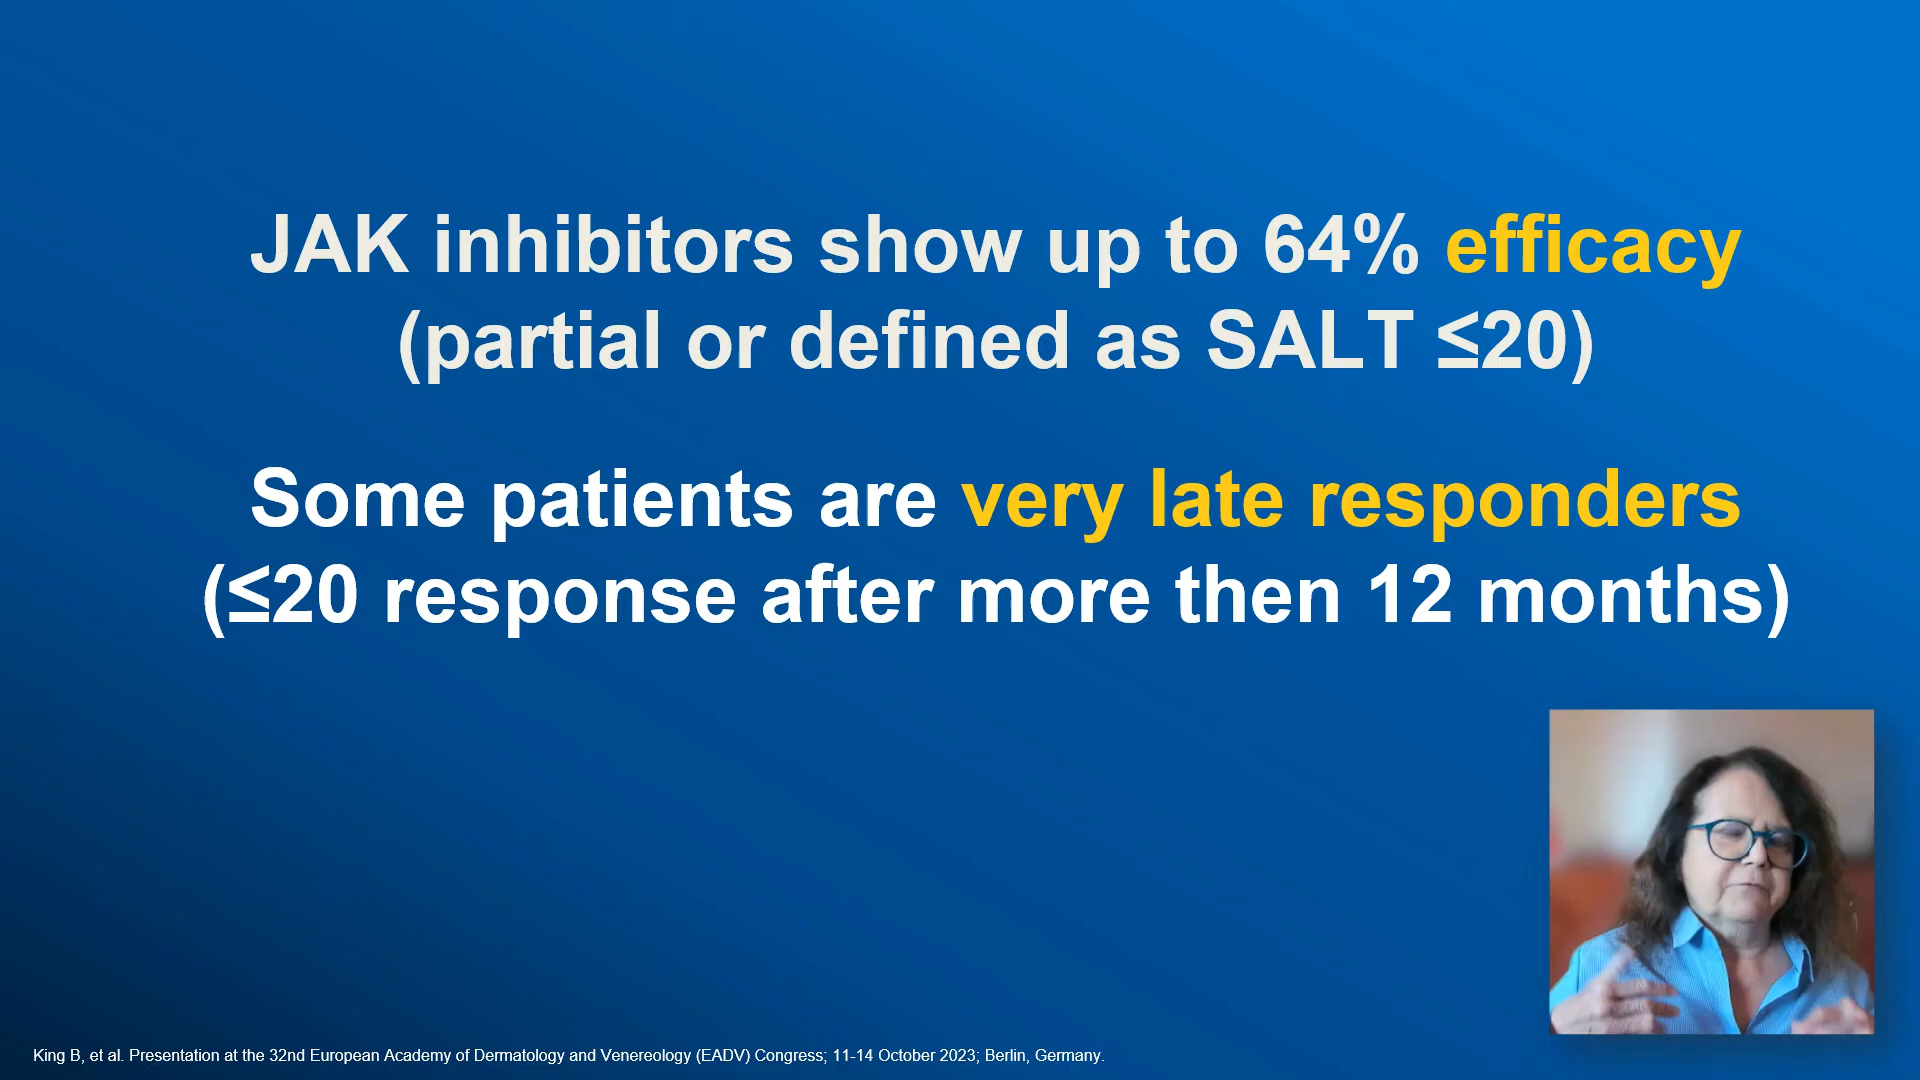 JAK inhibitors show up to 64% efficacy
(partial or defined as SALT ≤20)
Some patients are very late responders
(≤20 response after more then 12 months)
King B, et al. Presentation at the 32nd European Academy of Dermatology and Venereology (EADV) Congress; 11-14 October 2023; Berlin, Germany.